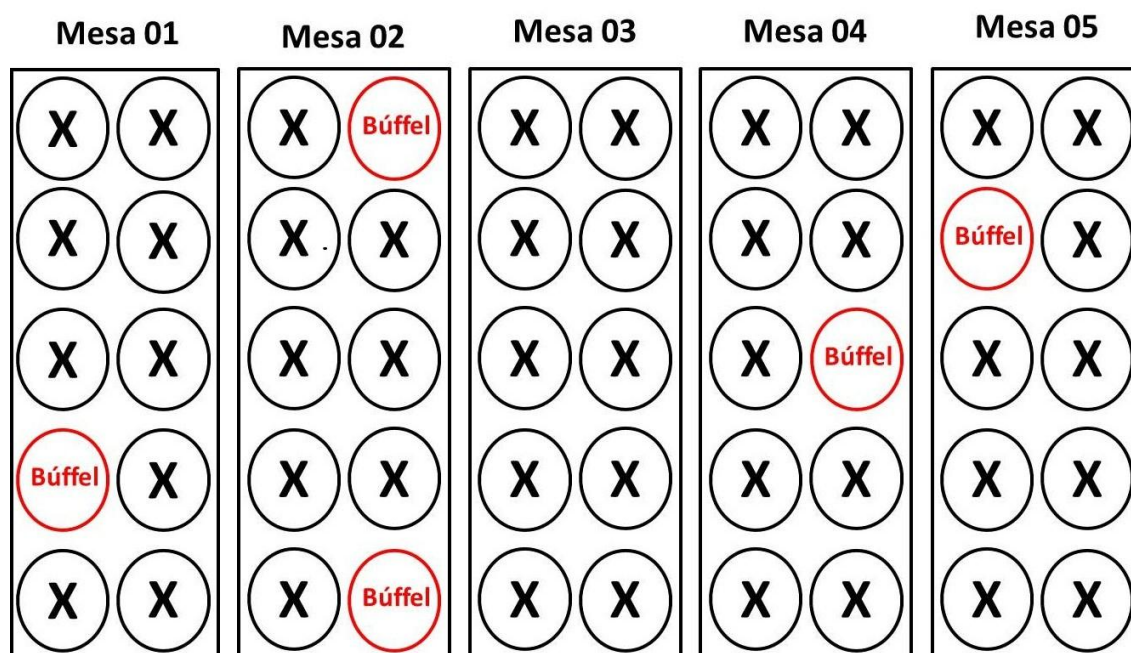 Mesa 01 Mesa 02 Mesa 03 Mesa 04 Mesa 05
X X X Búffel X X X X X X
X X X X X X X X Búffel X
X X X X X X X Búffel X X
Búffel X X X X X X X X X
X X X Búffel X X X X X X